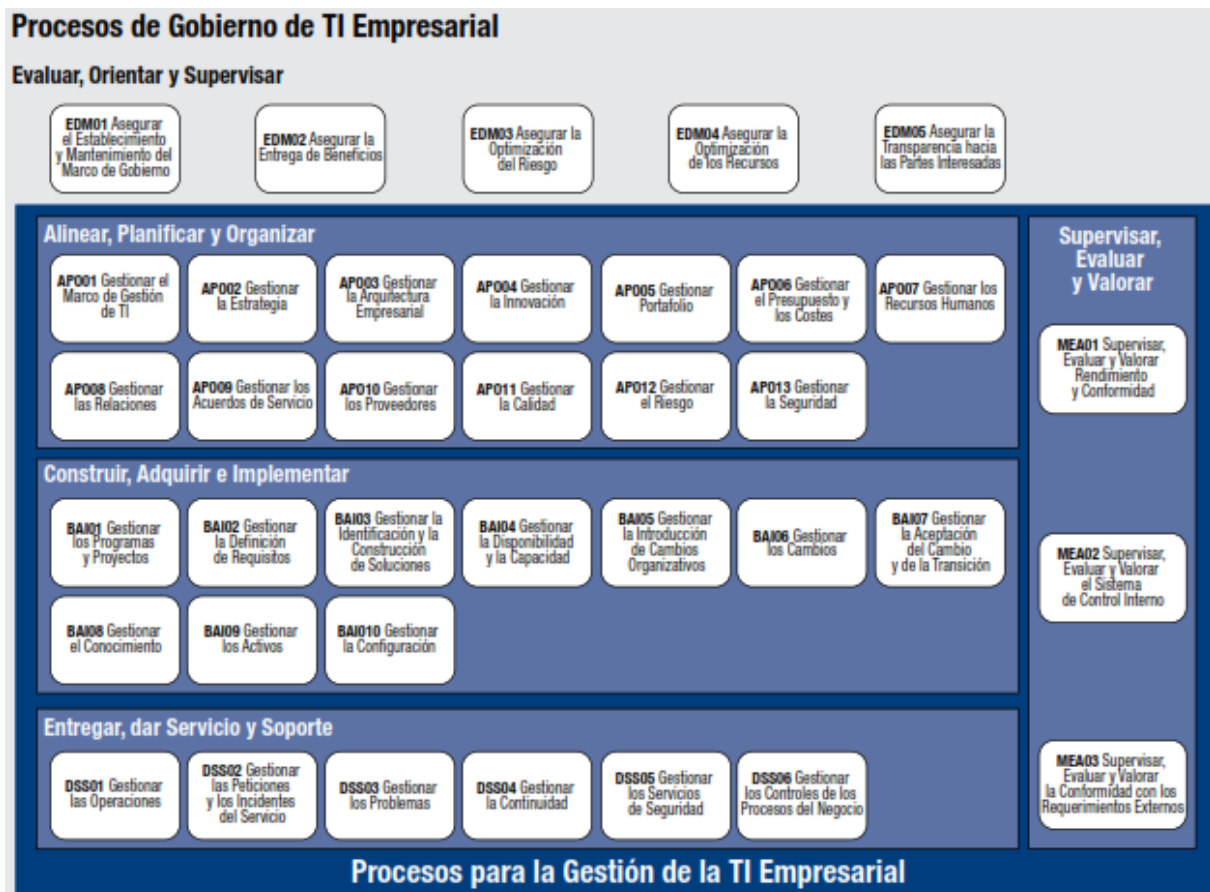 Procesos de Gobierno de TI Empresarial
Evaluar, Orientar y Supervisar
EDM01 Asegurar
el Establecimiento
y Mantenimiento del
Marco de Gobierno
EDM02 Asegurar la
Entrega de Beneficios
EDM03 Asegurar la
Optimización
del Riesgo
EDM04 Asegurar la
Optimización
de los Recursos
EDM05 Asegurar la
Transparencia hacia
las Partes Interesadas
Alinear, Planificar y Organizar
APO01 Gestionar el
Marco de Gestión
de TI
APO02 Gestionar
la Estrategia
APO03 Gestionar
la Arquitectura
Empresarial
APO04 Gestionar
la Innovación
APO05 Gestionar
Portafolio
APO06 Gestionar
el Presupuesto y
los Costes
APO07 Gestionar los
Recursos Humanos
APO08 Gestionar
las Relaciones
APO09 Gestionar los
Acuerdos de Servicio
APO10 Gestionar
los Proveedores
APO11 Gestionar
la Calidad
APO12 Gestionar
el Riesgo
APO13 Gestionar
la Seguridad
Construir, Adquirir e Implementar
BAI01 Gestionar
los Programas
y Proyectos
BAI02 Gestionar
la Definición
de Requisitos
BAI03 Gestionar la
Identificación y la
Construcción
de Soluciones
BAI04 Gestionar
la Disponibilidad
y la Capacidad
BAI05 Gestionar
la Introducción
de Cambios
Organizativos
BAI06 Gestionar
los Cambios
BAI07 Gestionar
la Aceptación
del Cambio
y de la Transición
BAI08 Gestionar
el Conocimiento
BAI09 Gestionar
los Activos
BAI010 Gestionar
la Configuración
Entregar, dar Servicio y Soporte
DSS01 Gestionar
las Operaciones
DSS02 Gestionar
las Peticiones
y los Incidentes
del Servicio
DSS03 Gestionar
los Problemas
DSS04 Gestionar
la Continuidad
DSS05 Gestionar
los Servicios
de Seguridad
DSS06 Gestionar
los Controles de los
Procesos del Negocio
Supervisar,
Evaluar
y Valorar
MEA01 Supervisar,
Evaluar y Valorar
Rendimiento
y Conformidad
MEA02 Supervisar,
Evaluar y Valorar
el Sistema
de Control Interno
MEA03 Supervisar,
Evaluar y Valorar
la Conformidad con los
Requerimientos Externos
Procesos para la Gestión de la TI Empresarial